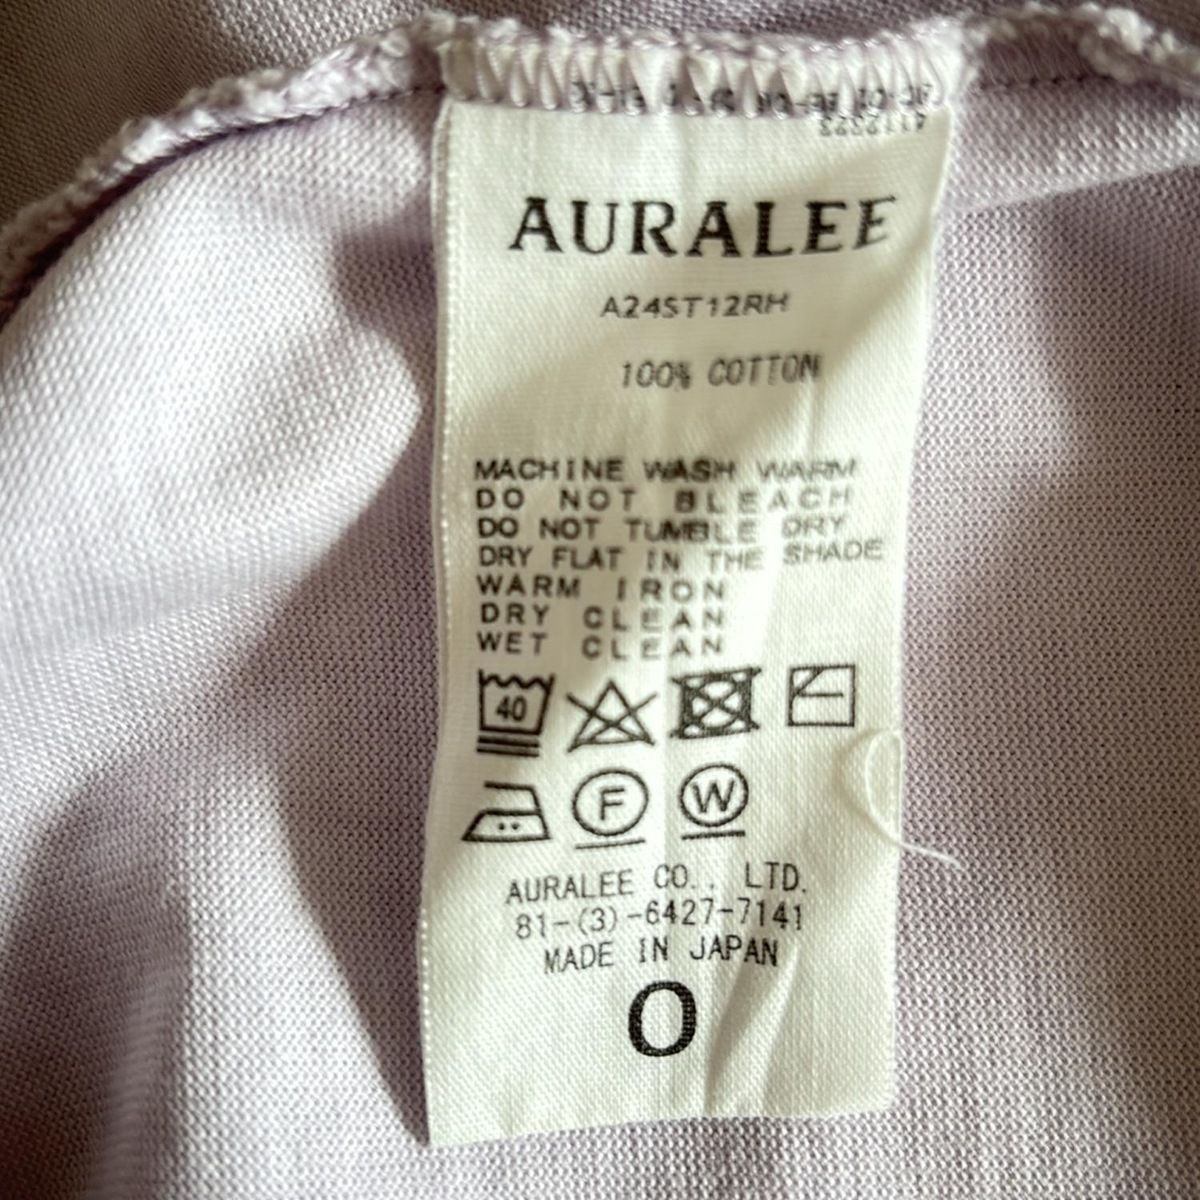 AURALEE
A24ST12RH
100% COTTON
MACHINE WASH WARM
DO NOT BLEACH
DO NOT TUMBLE DRY
DRY FLAT IN THE SHADE
WARM IRON
DRY CLEAN
WET CLEAN
40
F W
AURALEE CO., LTD.
81-(3)-6427-7141
MADE IN JAPAN
0